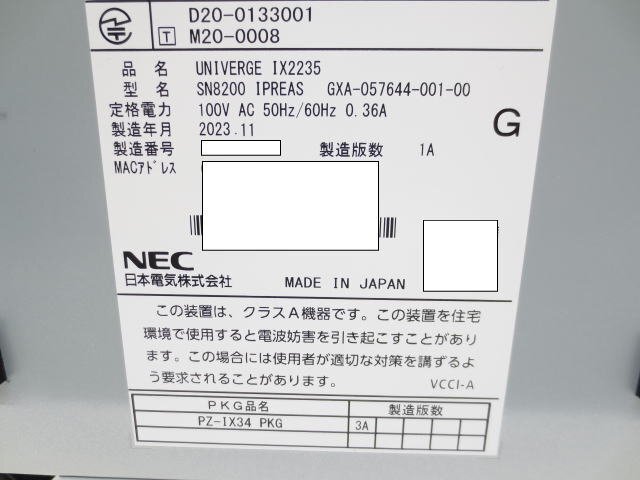 D20-0133001
T M20-0008
品名 UNIVERGE IX2235
型名 SN8200 IPREAS GXA-057644-001-00
定格電力 100V AC 50Hz/60Hz 0.36A
製造年月 2023.11
G
製造番号 製造版数 1A
MACｱﾄﾞﾚｽ
NEC
日本電気株式会社 MADE IN JAPAN
この装置は、クラスA機器です。この装置を住宅
環境で使用すると電波妨害を引き起こすことがあり
ます。この場合には使用者が適切な対策を講ずるよ
う要求されることがあります。 VCCI-A
PKG品名 製造版数
PZ-IX34 PKG 3A